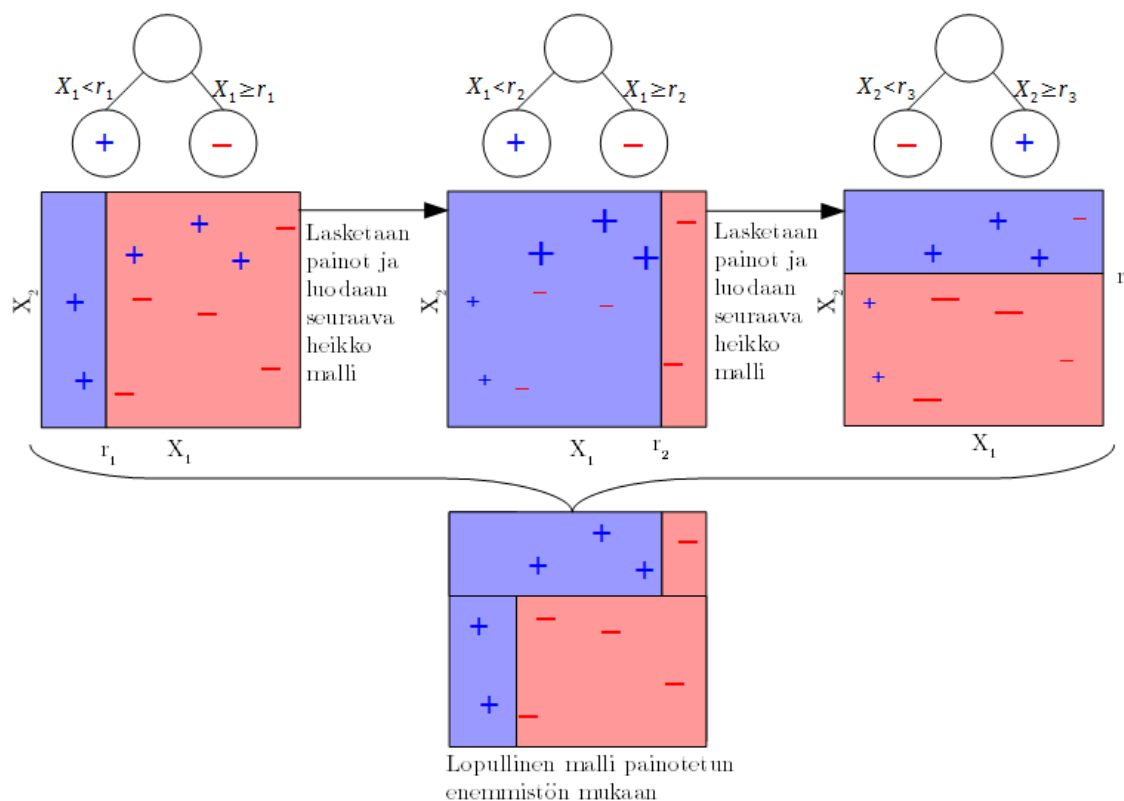 X₁<r₁
X₁≥r₁
+
−
X₁<r₂
X₁≥r₂
+
−
X₂<r₃
X₂≥r₃
−
+
X₂
r₁
X₁
Lasketaan
painot ja
luodaan
seuraava
heikko
malli
X₂
X₁
r₂
Lasketaan
painot ja
luodaan
seuraava
heikko
malli
X₂
r
X₁
Lopullinen malli painotetun
enemmistön mukaan